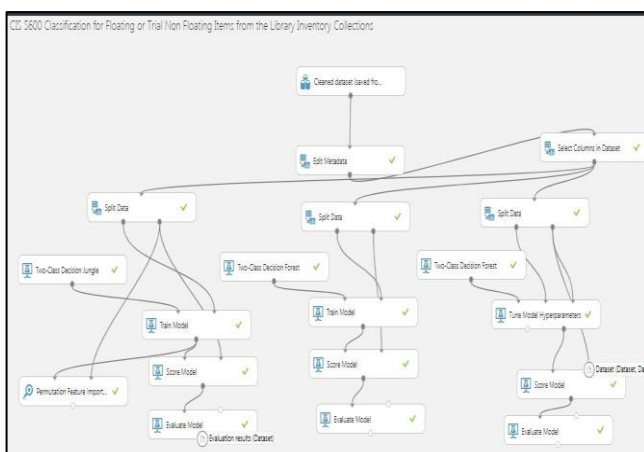 CIS 5600 Classification for Floating or Trial Non Floating Items from the Library Inventory Collections
Cleaned dataset (saved fro...
Select Columns in Dataset
Edit Metadata
Split Data
Split Data
Split Data
Two-Class Decision Jungle
Two-Class Decision Forest
Two-Class Decision Forest
Train Model
Train Model
Tune Model Hyperparameters
Score Model
Score Model
Dataset (Dataset, Da
Permutation Feature Import...
Score Model
Evaluate Model
Evaluate Model
Evaluate Model
Evaluation results (Dataset)